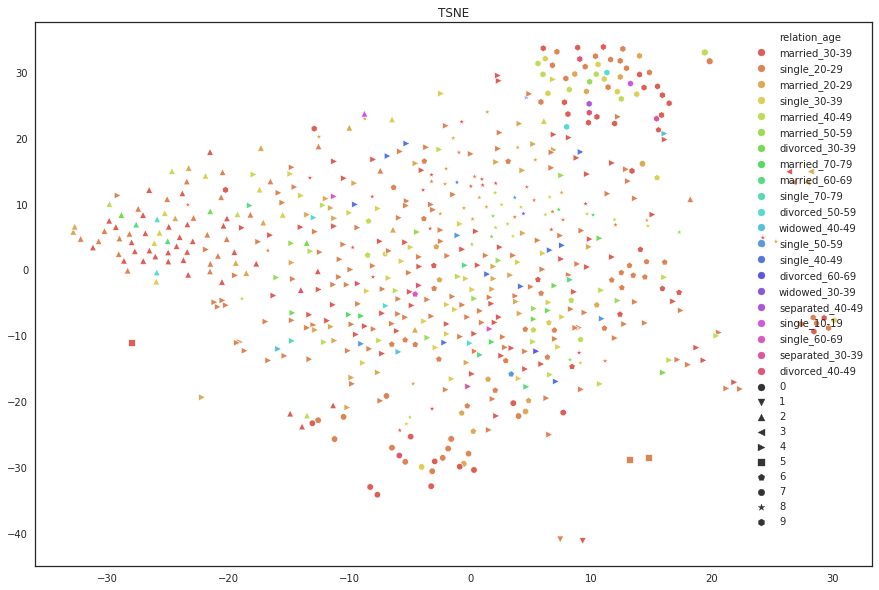 TSNE
relation_age
married_30-39
single_20-29
married_20-29
single_30-39
married_40-49
married_50-59
divorced_30-39
married_70-79
married_60-69
single_70-79
divorced_50-59
widowed_40-49
single_50-59
single_40-49
divorced_60-69
widowed_30-39
separated_40-49
single_10-19
single_60-69
separated_30-39
divorced_40-49
0
1
2
3
4
5
6
7
8
9
30
20
10
0
−10
−20
−30
−40
−30 −20 −10 0 10 20 30